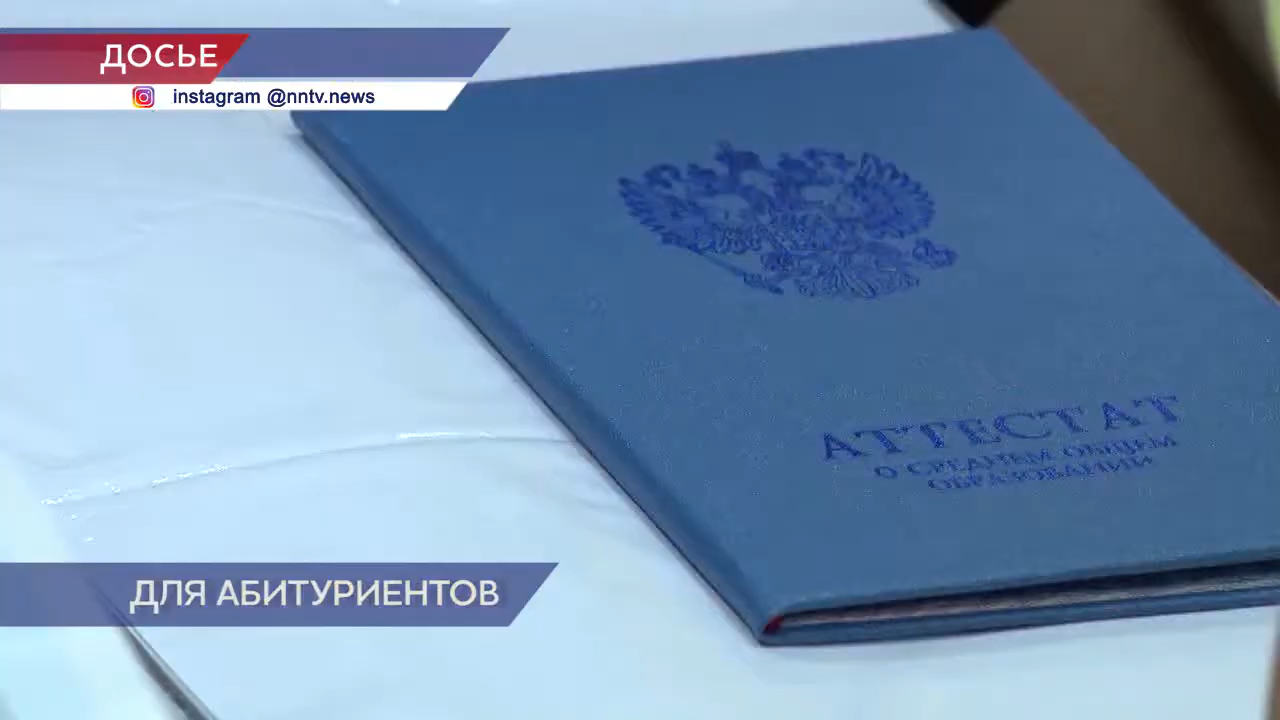 ДОСЬЕ
instagram @nntv.news
АТТЕСТАТ
О СРЕДНЕМ ОБЩЕМ
ОБРАЗОВАНИИ
ДЛЯ АБИТУРИЕНТОВ